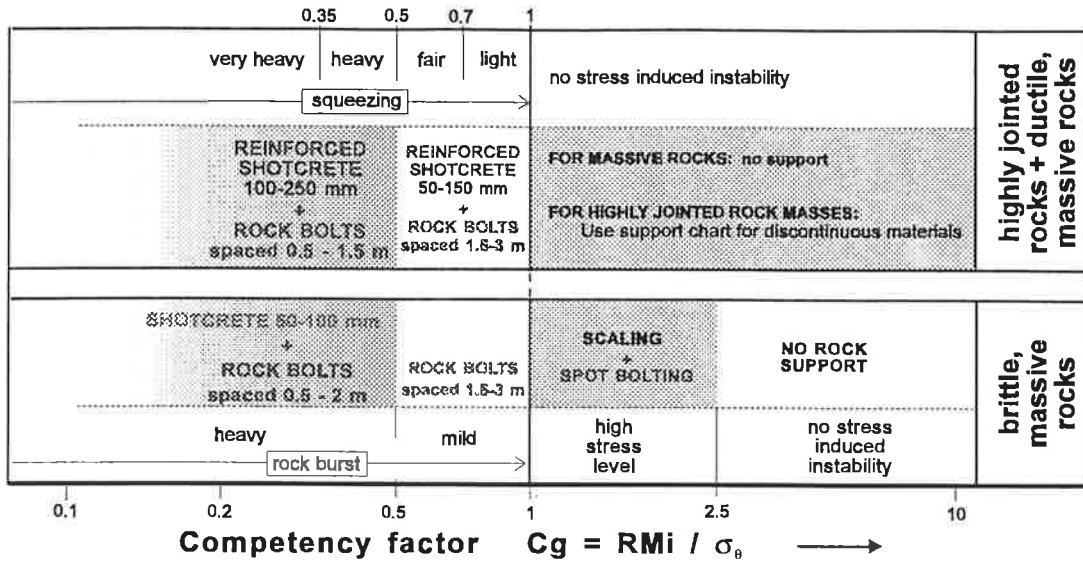 0.35 0.5 0.7 1
very heavy heavy fair light
squeezing
no stress induced instability
REINFORCED
SHOTCRETE
100-250 mm
+
ROCK BOLTS
spaced 0.5 - 1.5 m
REINFORCED
SHOTCRETE
50-150 mm
+
ROCK BOLTS
spaced 1.5-3 m
FOR MASSIVE ROCKS: no support
FOR HIGHLY JOINTED ROCK MASSES:
Use support chart for discontinuous materials
highly jointed
rocks + ductile,
massive rocks
SHOTCRETE 50-100 mm
+
ROCK BOLTS
spaced 0.5 - 2 m
ROCK BOLTS
spaced 1.5-3 m
SCALING
+
SPOT BOLTING
NO ROCK
SUPPORT
heavy mild
rock burst
high
stress
level
no stress
induced
instability
brittle,
massive
rocks
0.1 0.2 0.5 1 2.5 10
Competency factor Cg = RMi / σθ